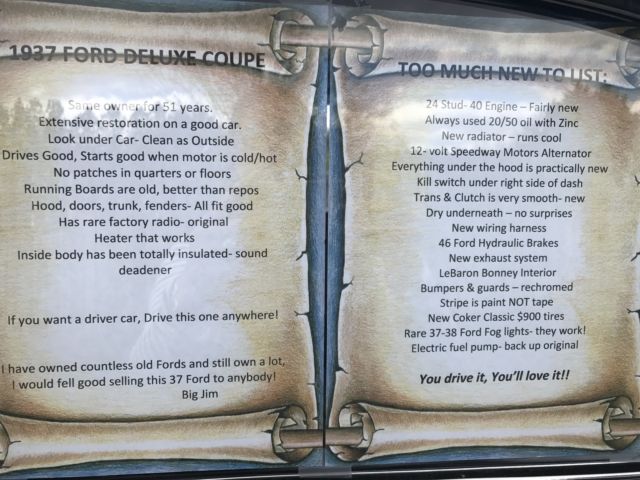 1937 FORD DELUXE COUPE
Same owner for 51 years.
Extensive restoration on a good car.
Look under Car- Clean as Outside
Drives Good, Starts good when motor is cold/hot
No patches in quarters or floors
Running Boards are old, better than repos
Hood, doors, trunk, fenders- All fit good
Has rare factory radio- original
Heater that works
Inside body has been totally insulated- sound
deadener
If you want a driver car, Drive this one anywhere!
I have owned countless old Fords and still own a lot,
I would fell good selling this 37 Ford to anybody!
Big Jim
TOO MUCH NEW TO LIST:
24 Stud- 40 Engine – Fairly new
Always used 20/50 oil with Zinc
New radiator – runs cool
12- volt Speedway Motors Alternator
Everything under the hood is practically new
Kill switch under right side of dash
Trans & Clutch is very smooth- new
Dry underneath – no surprises
New wiring harness
46 Ford Hydraulic Brakes
New exhaust system
LeBaron Bonney Interior
Bumpers & guards – rechromed
Stripe is paint NOT tape
New Coker Classic $900 tires
Rare 37-38 Ford Fog lights- they work!
Electric fuel pump- back up original
You drive it, You'll love it!!